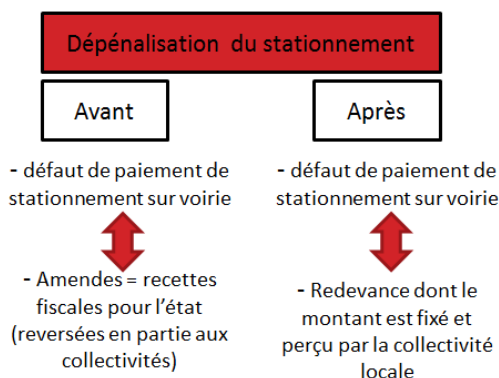 Dépénalisation du stationnement
Avant
- défaut de paiement de
stationnement sur voirie
- Amendes = recettes
fiscales pour l'état
(reversées en partie aux
collectivités)
Après
- défaut de paiement de
stationnement sur voirie
- Redevance dont le
montant est fixé et
perçu par la collectivité
locale